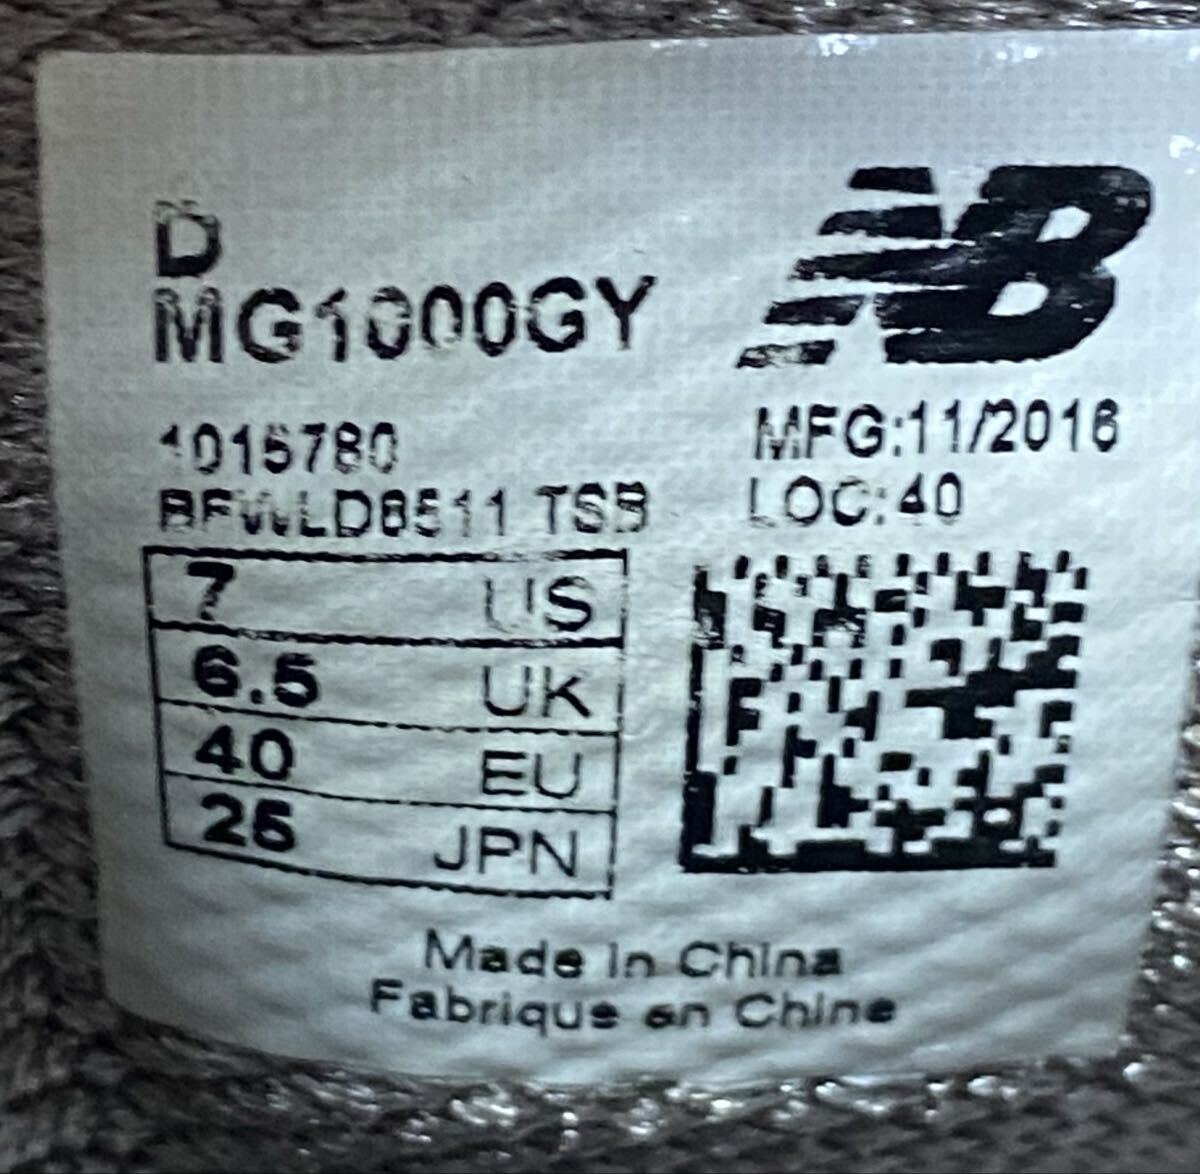 D
MG1000GY
NB
1015780
MFG:11/2016
BFWLD8511 TSB
LOC:40
7 US
6.5 UK
40 EU
25 JPN
Made in China
Fabrique en Chine